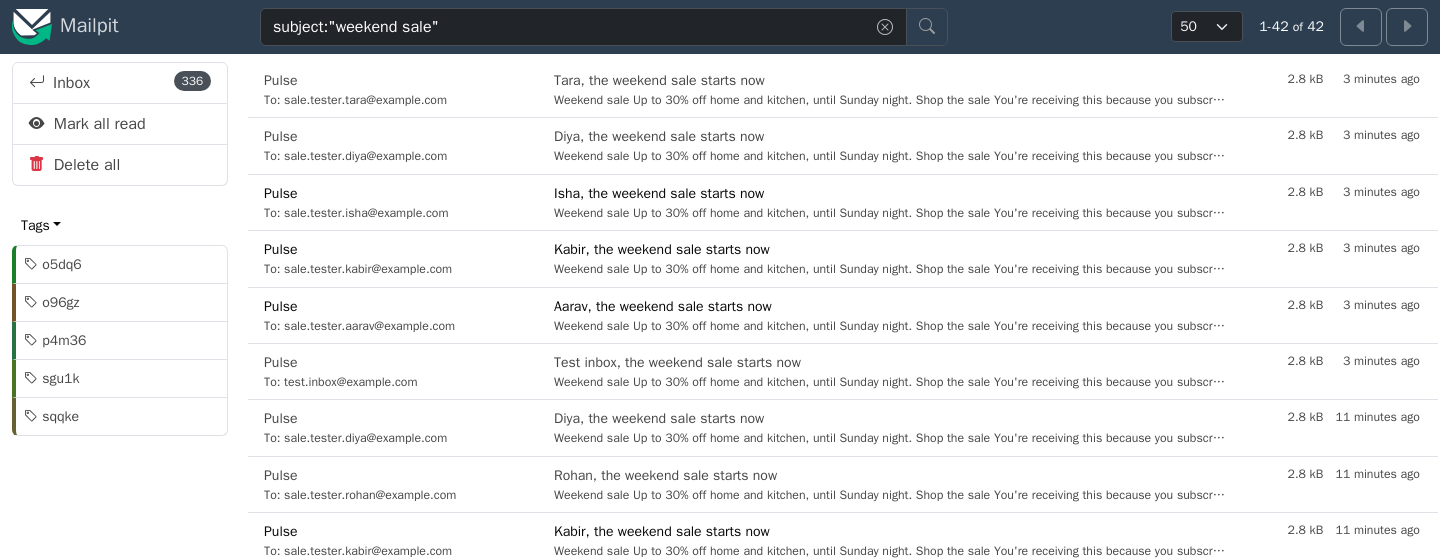 Mailpit
subject:"weekend sale"
50
1-42 of 42
Inbox 336
Mark all read
Delete all
Tags
o5dq6
o96gz
p4m36
sgu1k
sqqke
Pulse Tara, the weekend sale starts now 2.8 kB 3 minutes ago
To: sale.tester.tara@example.com Weekend sale Up to 30% off home and kitchen, until Sunday night. Shop the sale You're receiving this because you subscr…
Pulse Diya, the weekend sale starts now 2.8 kB 3 minutes ago
To: sale.tester.diya@example.com Weekend sale Up to 30% off home and kitchen, until Sunday night. Shop the sale You're receiving this because you subscr…
Pulse Isha, the weekend sale starts now 2.8 kB 3 minutes ago
To: sale.tester.isha@example.com Weekend sale Up to 30% off home and kitchen, until Sunday night. Shop the sale You're receiving this because you subscr…
Pulse Kabir, the weekend sale starts now 2.8 kB 3 minutes ago
To: sale.tester.kabir@example.com Weekend sale Up to 30% off home and kitchen, until Sunday night. Shop the sale You're receiving this because you subscr…
Pulse Aarav, the weekend sale starts now 2.8 kB 3 minutes ago
To: sale.tester.aarav@example.com Weekend sale Up to 30% off home and kitchen, until Sunday night. Shop the sale You're receiving this because you subscr…
Pulse Test inbox, the weekend sale starts now 2.8 kB 3 minutes ago
To: test.inbox@example.com Weekend sale Up to 30% off home and kitchen, until Sunday night. Shop the sale You're receiving this because you subscr…
Pulse Diya, the weekend sale starts now 2.8 kB 11 minutes ago
To: sale.tester.diya@example.com Weekend sale Up to 30% off home and kitchen, until Sunday night. Shop the sale You're receiving this because you subscr…
Pulse Rohan, the weekend sale starts now 2.8 kB 11 minutes ago
To: sale.tester.rohan@example.com Weekend sale Up to 30% off home and kitchen, until Sunday night. Shop the sale You're receiving this because you subscr…
Pulse Kabir, the weekend sale starts now 2.8 kB 11 minutes ago
To: sale.tester.kabir@example.com Weekend sale Up to 30% off home and kitchen, until Sunday night. Shop the sale You're receiving this because you subscr…